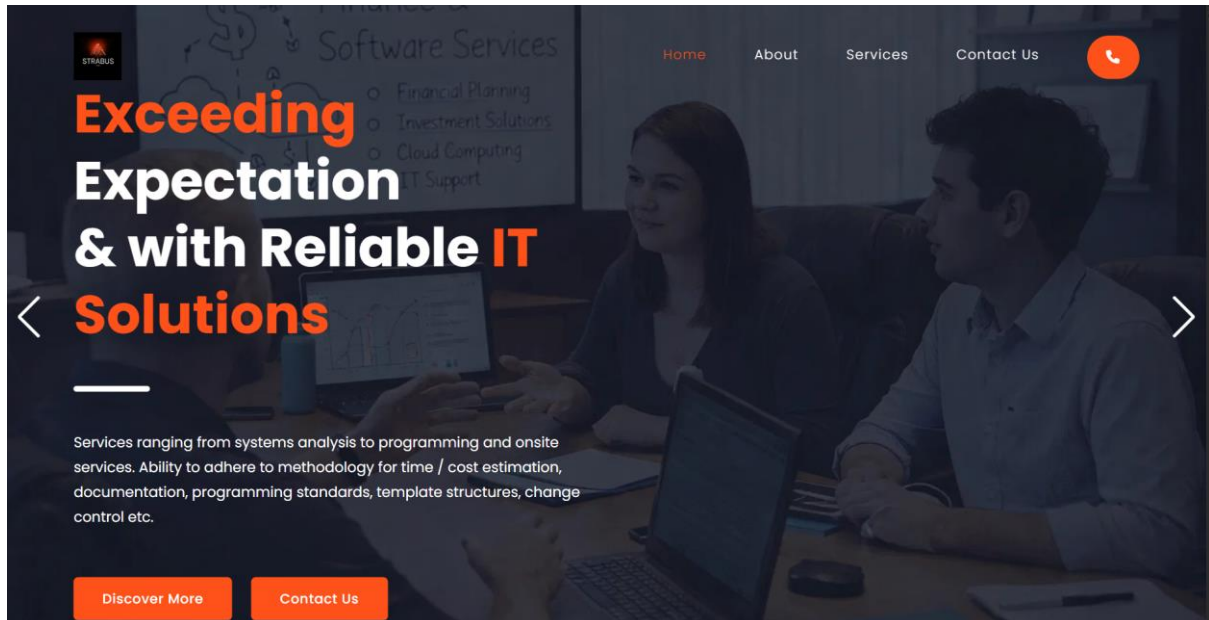 Finance &
Software Services
Financial Planning
Investment Solutions
Cloud Computing
IT Support
STRABUS
Home About Services Contact Us
Exceeding
Expectation
& with Reliable IT
Solutions
Services ranging from systems analysis to programming and onsite
services. Ability to adhere to methodology for time / cost estimation,
documentation, programming standards, template structures, change
control etc.
Discover More Contact Us